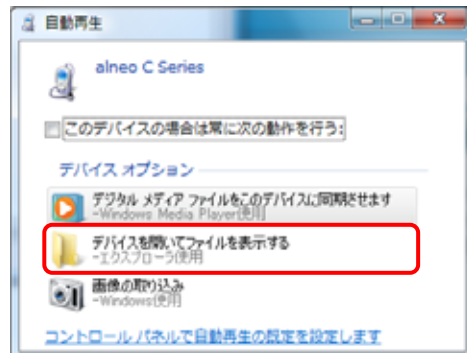 自動再生
alneo C Series
このデバイスの場合は常に次の動作を行う:
デバイス オプション
デジタル メディア ファイルをこのデバイスに同期させます
-Windows Media Player使用
デバイスを開いてファイルを表示する
-エクスプローラ使用
画像の取り込み
-Windows使用
コントロール パネルで自動再生の既定を設定します